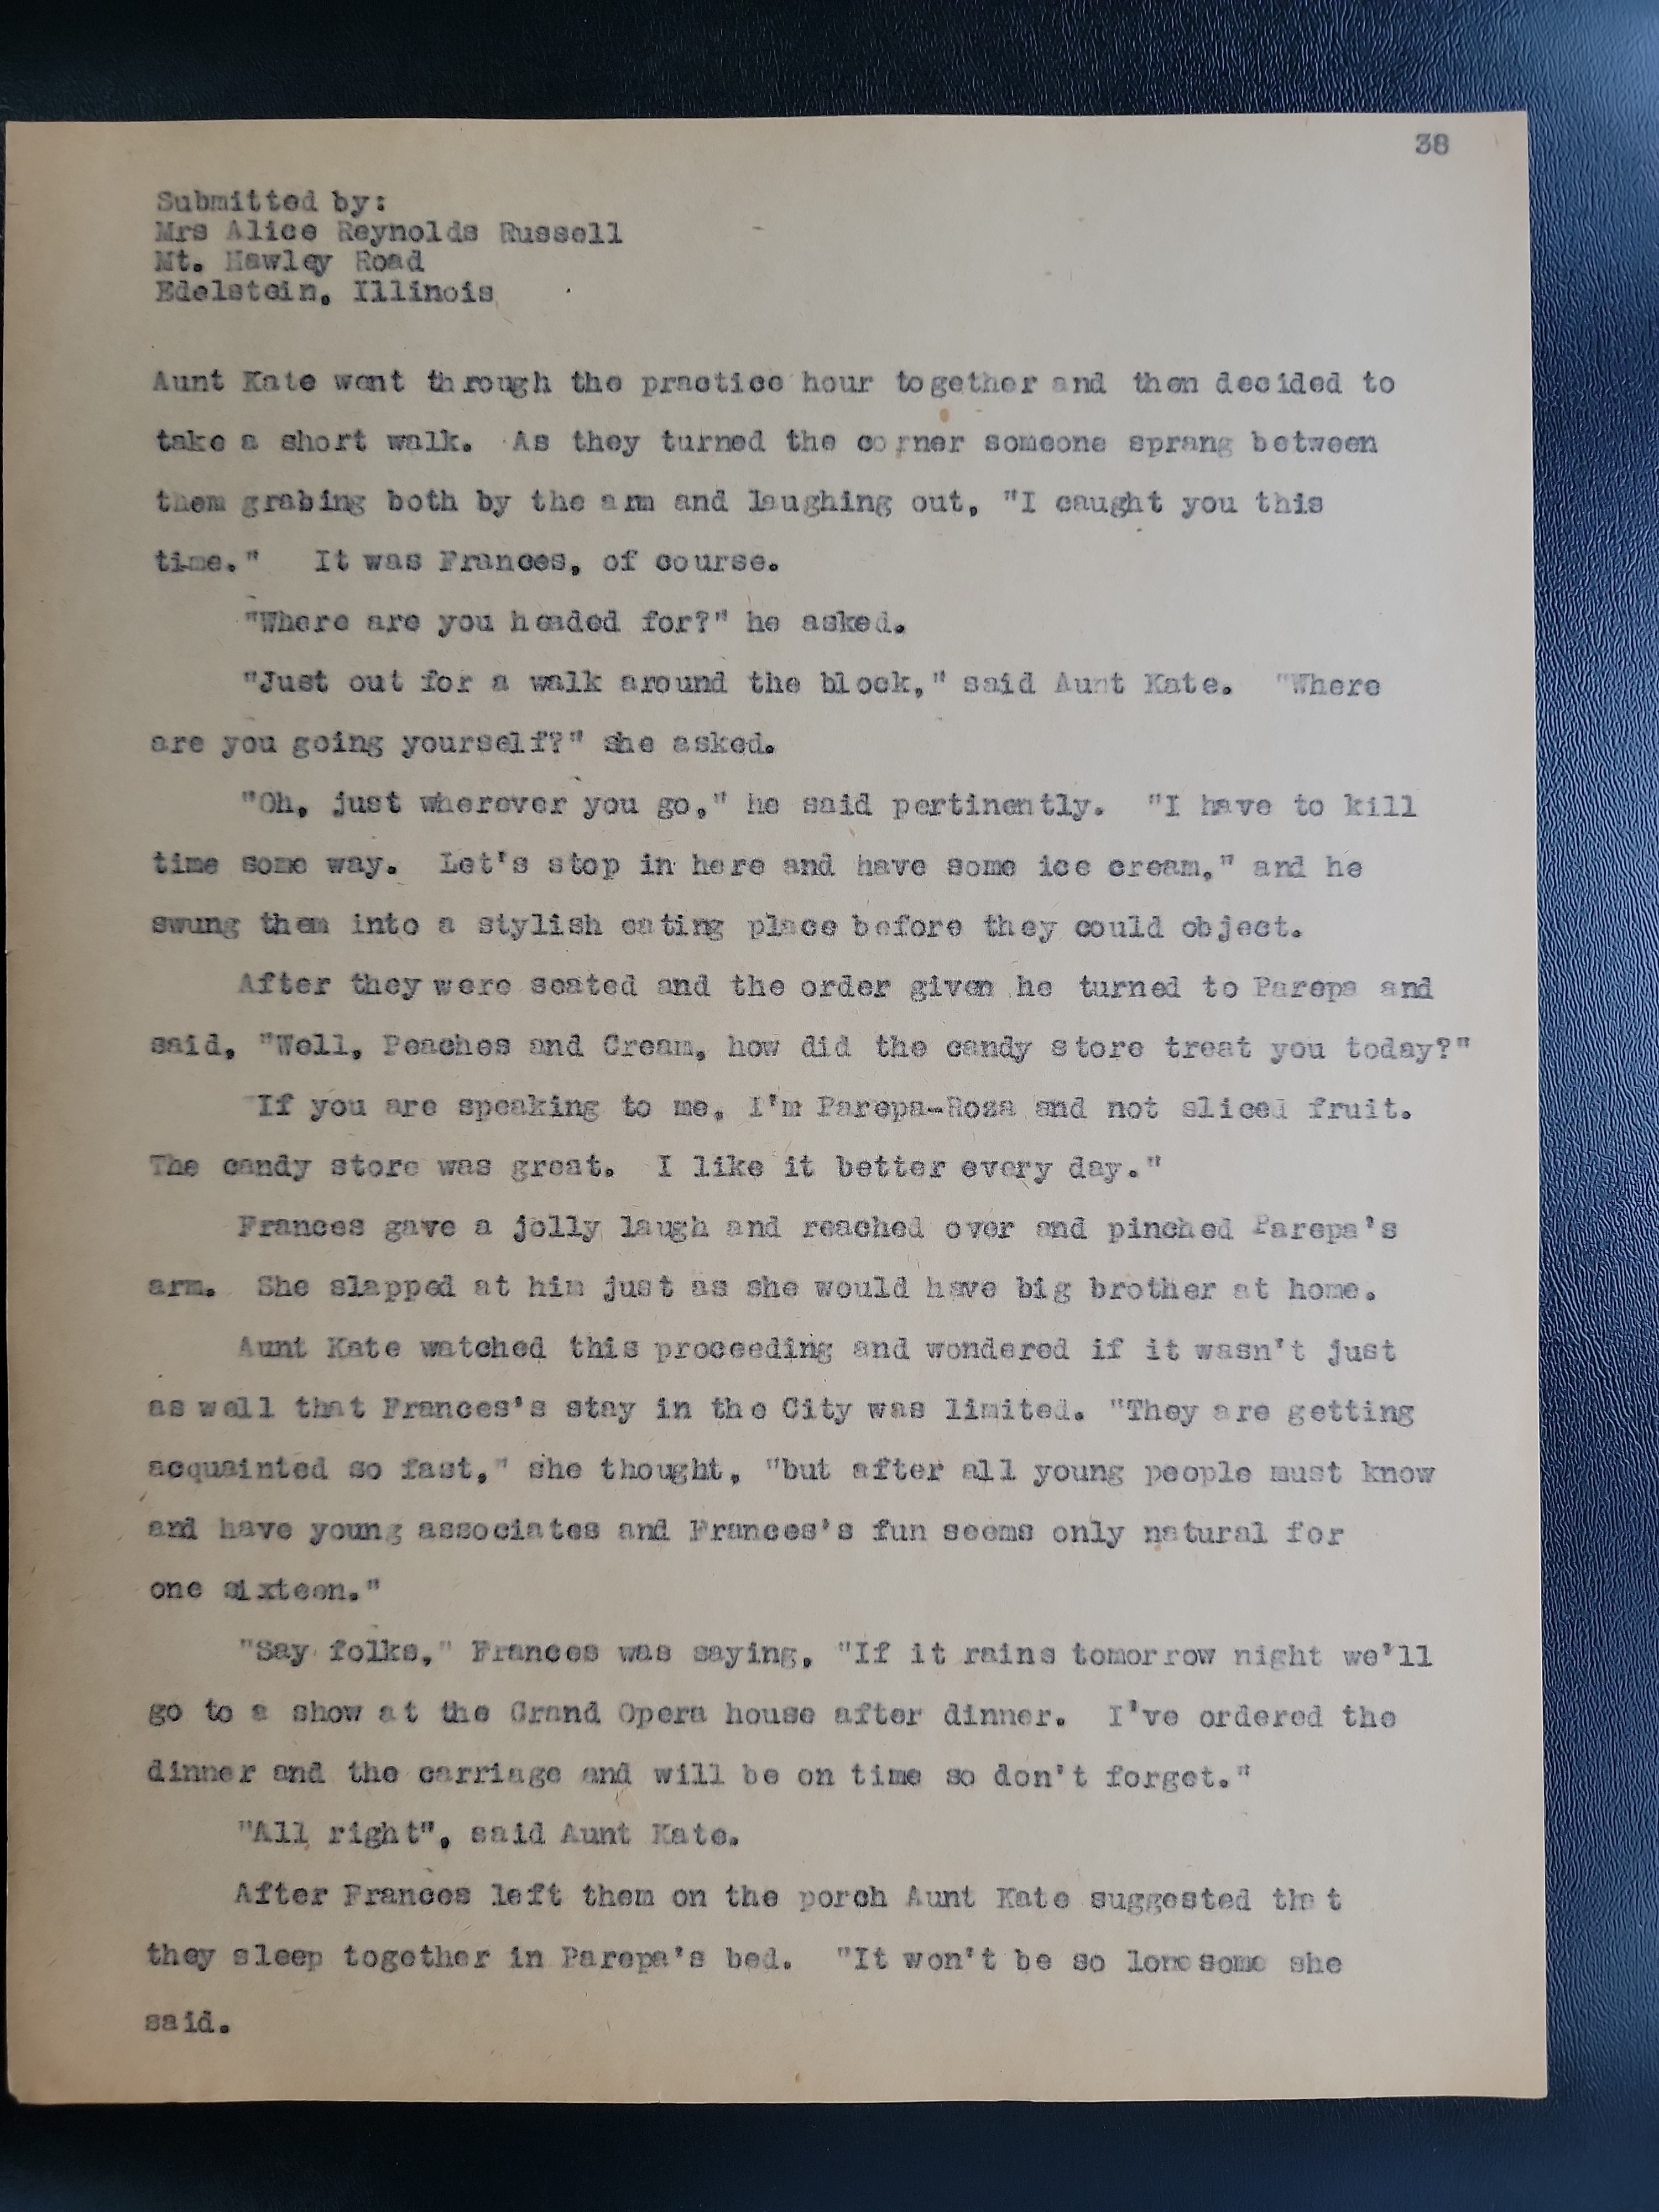 38
Submitted by:
Mrs Alice Reynolds Russell
Mt. Hawley Road
Edelstein, Illinois
Aunt Kate went through the practice hour together and then decided to
take a short walk. As they turned the corner someone sprang between
them grabing both by the arm and laughing out, "I caught you this
time." It was Frances, of course.
"Where are you headed for?" he asked.
"Just out for a walk around the block," said Aunt Kate. "Where
are you going yourself?" she asked.
"Oh, just wherever you go," he said pertinently. "I have to kill
time some way. Let's stop in here and have some ice cream," and he
swung them into a stylish eating place before they could object.
After they were seated and the order given he turned to Parepa and
said, "Well, Peaches and Cream, how did the candy store treat you today?"
"If you are speaking to me, I'm Parepa-Rosa and not sliced fruit.
The candy store was great. I like it better every day."
Frances gave a jolly laugh and reached over and pinched Parepa's
arm. She slapped at him just as she would have big brother at home.
Aunt Kate watched this proceeding and wondered if it wasn't just
as well that Frances's stay in the City was limited. "They are getting
acquainted so fast," she thought, "but after all young people must know
and have young associates and Frances's fun seems only natural for
one sixteen."
"Say folks," Frances was saying, "If it rains tomorrow night we'll
go to a show at the Grand Opera house after dinner. I've ordered the
dinner and the carriage and will be on time so don't forget."
"All right", said Aunt Kate.
After Frances left them on the porch Aunt Kate suggested that
they sleep together in Parepa's bed. "It won't be so lonesome she
said.